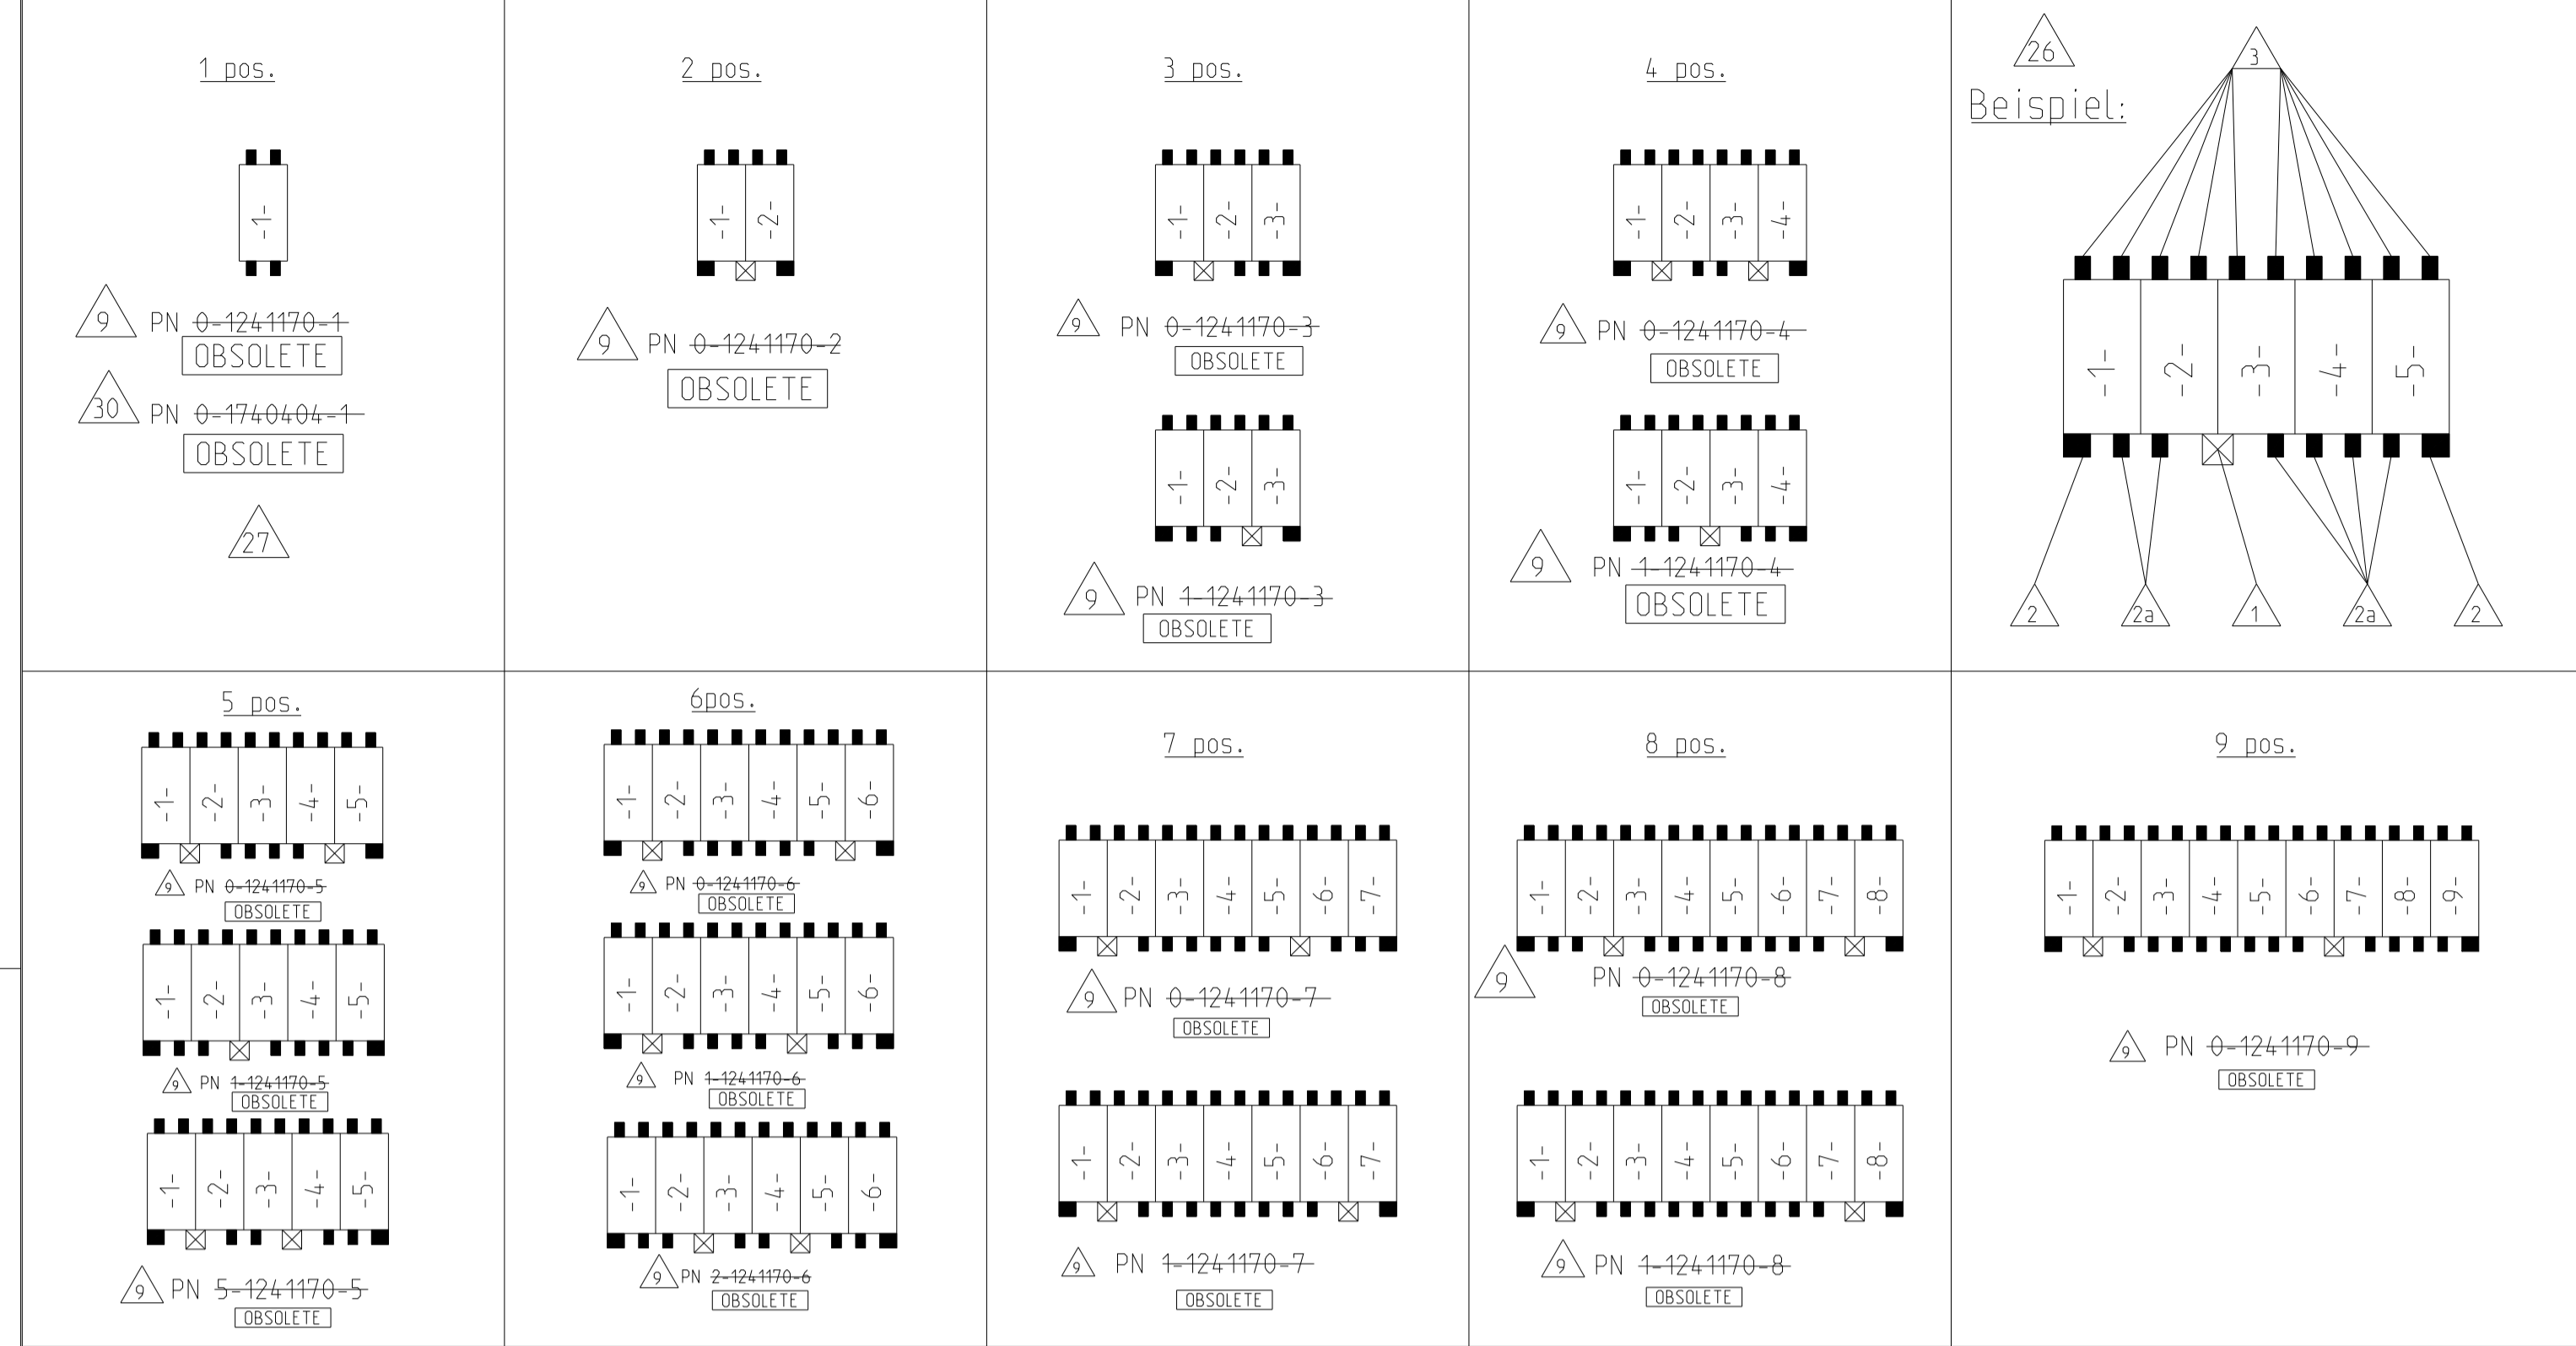 1 pos.
-1-
9 PN 0-1241170-1
OBSOLETE
30 PN 0-1740404-1
OBSOLETE
27
2 pos.
-1- -2-
9 PN 0-1241170-2
OBSOLETE
3 pos.
-1- -2- -3-
9 PN 0-1241170-3
OBSOLETE
-1- -2- -3-
9 PN 1-1241170-3
OBSOLETE
4 pos.
-1- -2- -3- -4-
9 PN 0-1241170-4
OBSOLETE
-1- -2- -3- -4-
9 PN 1-1241170-4
OBSOLETE
26
3
Beispiel:
-1- -2- -3- -4- -5-
2 2a 1 2a 2
5 pos.
-1- -2- -3- -4- -5-
9 PN 0-1241170-5
OBSOLETE
-1- -2- -3- -4- -5-
9 PN 1-1241170-5
OBSOLETE
-1- -2- -3- -4- -5-
9 PN 5-1241170-5
OBSOLETE
6pos.
-1- -2- -3- -4- -5- -6-
9 PN 0-1241170-6
OBSOLETE
-1- -2- -3- -4- -5- -6-
9 PN 1-1241170-6
OBSOLETE
-1- -2- -3- -4- -5- -6-
9 PN 2-1241170-6
OBSOLETE
7 pos.
-1- -2- -3- -4- -5- -6- -7-
9 PN 0-1241170-7
OBSOLETE
-1- -2- -3- -4- -5- -6- -7-
9 PN 1-1241170-7
OBSOLETE
8 pos.
-1- -2- -3- -4- -5- -6- -7- -8-
9 PN 0-1241170-8
OBSOLETE
-1- -2- -3- -4- -5- -6- -7- -8-
9 PN 1-1241170-8
OBSOLETE
9 pos.
-1- -2- -3- -4- -5- -6- -7- -8- -9-
9 PN 0-1241170-9
OBSOLETE